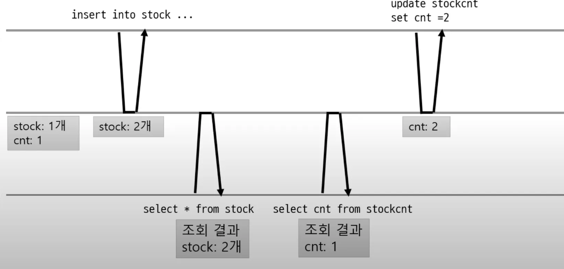 insert into stock ...
update stockcnt
set cnt =2
stock: 1개
cnt: 1
stock: 2개
cnt: 2
select * from stock
select cnt from stockcnt
조회 결과
stock: 2개
조회 결과
cnt: 1